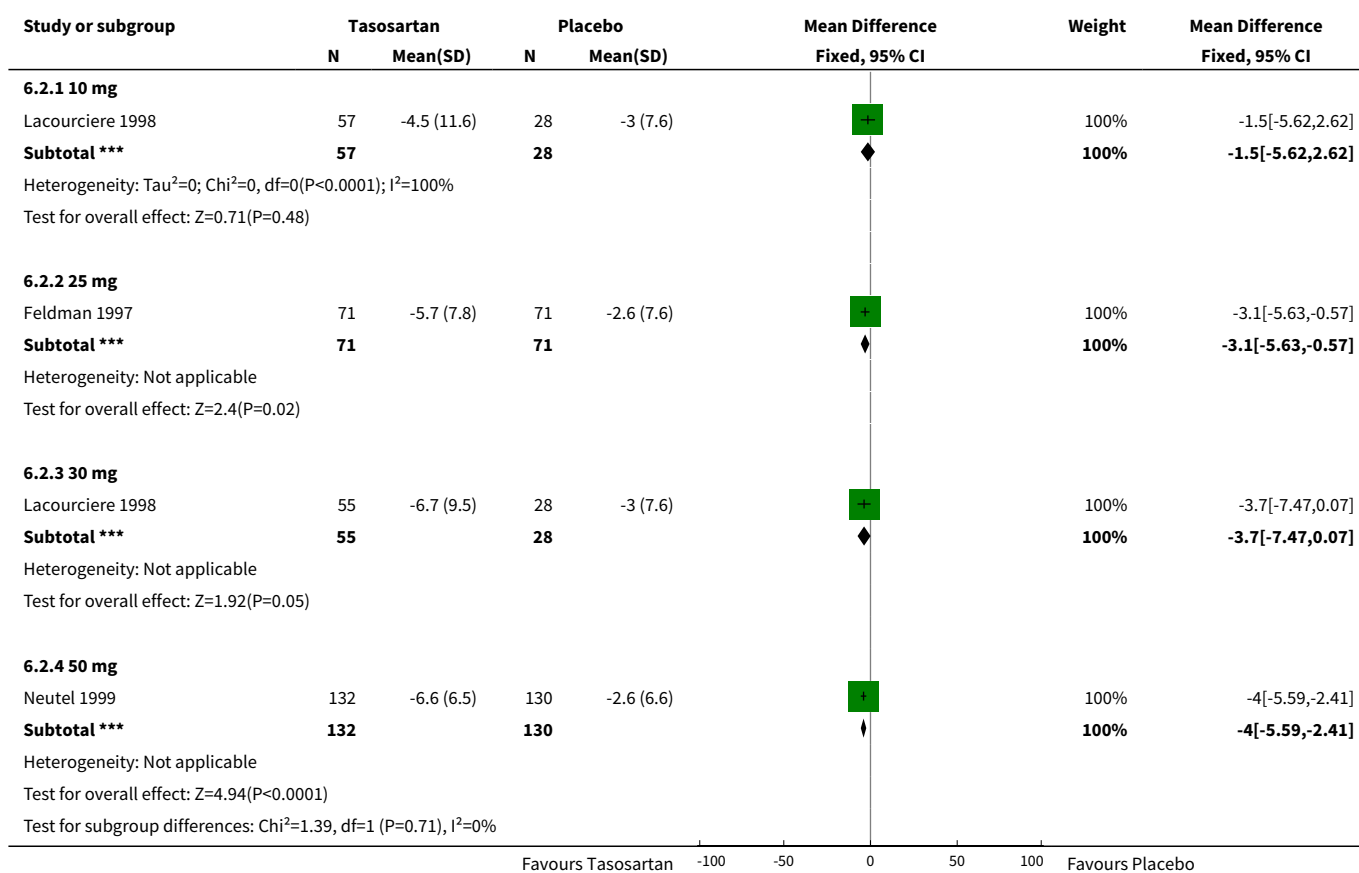 Study or subgroup Tasosartan Placebo Mean Difference Weight Mean Difference
N Mean(SD) N Mean(SD) Fixed, 95% CI Fixed, 95% CI
6.2.1 10 mg
Lacourciere 1998 57 -4.5 (11.6) 28 -3 (7.6) 100% -1.5[-5.62,2.62]
Subtotal *** 57 28 100% -1.5[-5.62,2.62]
Heterogeneity: Tau²=0; Chi²=0, df=0(P<0.0001); I²=100%
Test for overall effect: Z=0.71(P=0.48)
6.2.2 25 mg
Feldman 1997 71 -5.7 (7.8) 71 -2.6 (7.6) 100% -3.1[-5.63,-0.57]
Subtotal *** 71 71 100% -3.1[-5.63,-0.57]
Heterogeneity: Not applicable
Test for overall effect: Z=2.4(P=0.02)
6.2.3 30 mg
Lacourciere 1998 55 -6.7 (9.5) 28 -3 (7.6) 100% -3.7[-7.47,0.07]
Subtotal *** 55 28 100% -3.7[-7.47,0.07]
Heterogeneity: Not applicable
Test for overall effect: Z=1.92(P=0.05)
6.2.4 50 mg
Neutel 1999 132 -6.6 (6.5) 130 -2.6 (6.6) 100% -4[-5.59,-2.41]
Subtotal *** 132 130 100% -4[-5.59,-2.41]
Heterogeneity: Not applicable
Test for overall effect: Z=4.94(P<0.0001)
Test for subgroup differences: Chi²=1.39, df=1 (P=0.71), I²=0%
Favours Tasosartan -100 -50 0 50 100 Favours Placebo